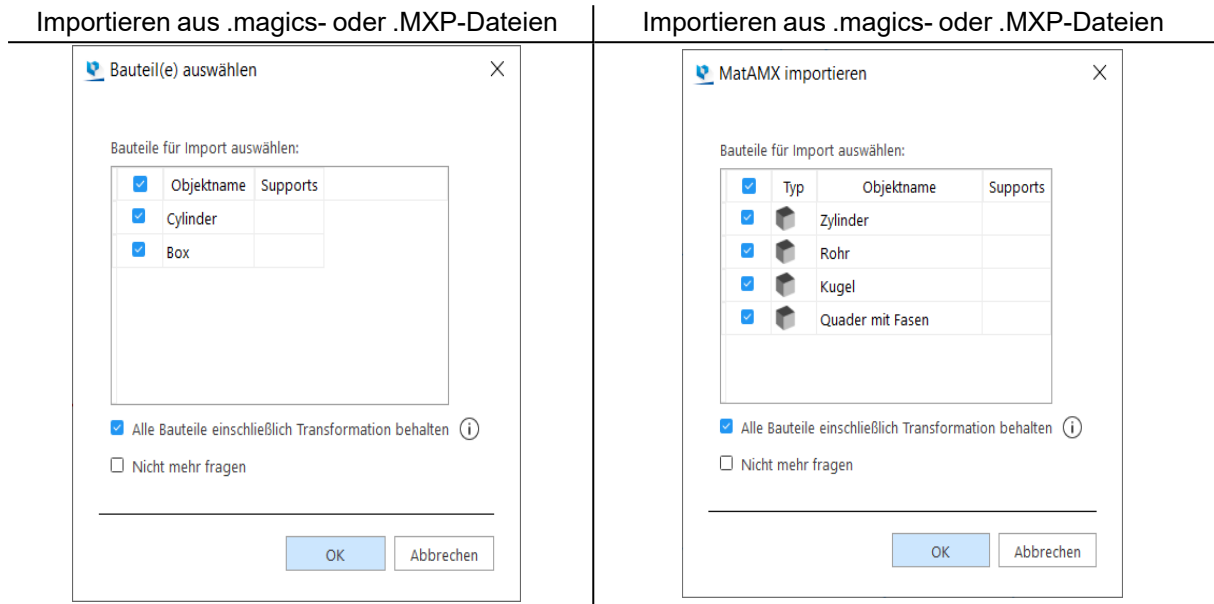 Importieren aus .magics- oder .MXP-Dateien
Bauteil(e) auswählen
Bauteile für Import auswählen:
Objektname Supports
Cylinder
Box
Alle Bauteile einschließlich Transformation behalten
Nicht mehr fragen
OK Abbrechen
Importieren aus .magics- oder .MXP-Dateien
MatAMX importieren
Bauteile für Import auswählen:
Typ Objektname Supports
Zylinder
Rohr
Kugel
Quader mit Fasen
Alle Bauteile einschließlich Transformation behalten
Nicht mehr fragen
OK Abbrechen